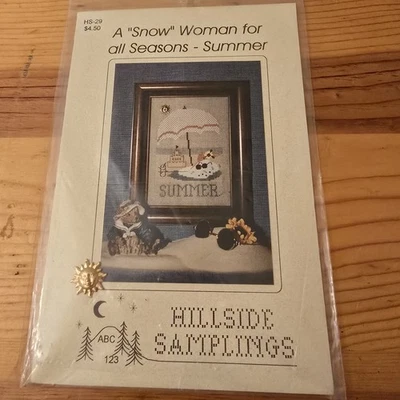 HS-29
$4.50
A "Snow" Woman for
all Seasons - Summer
SUMMER
HILLSIDE
SAMPLINGS
ABC
123